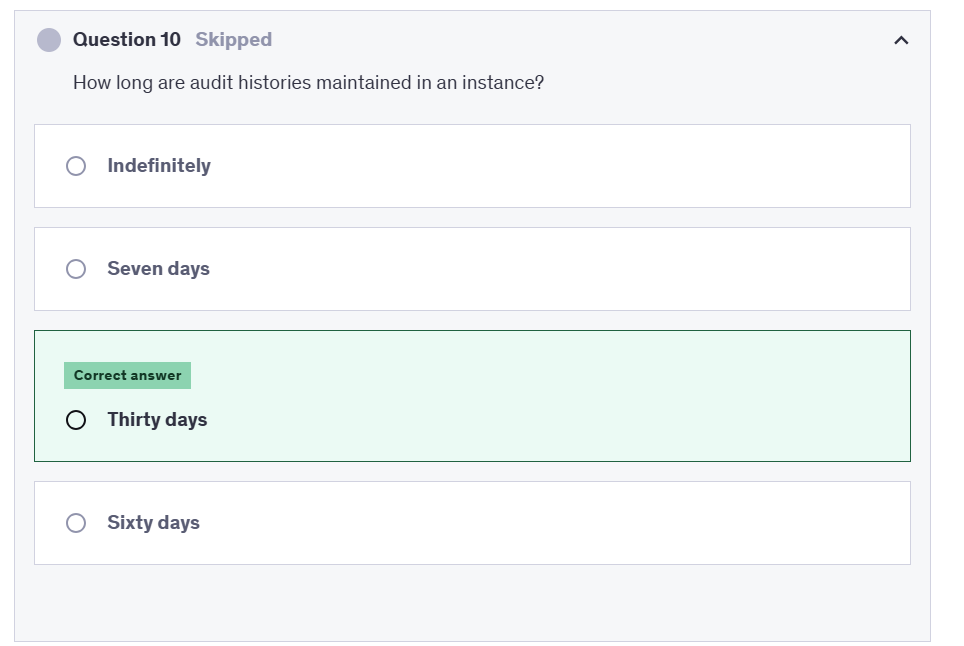 Question 10 Skipped
How long are audit histories maintained in an instance?
Indefinitely
Seven days
Correct answer
Thirty days
Sixty days